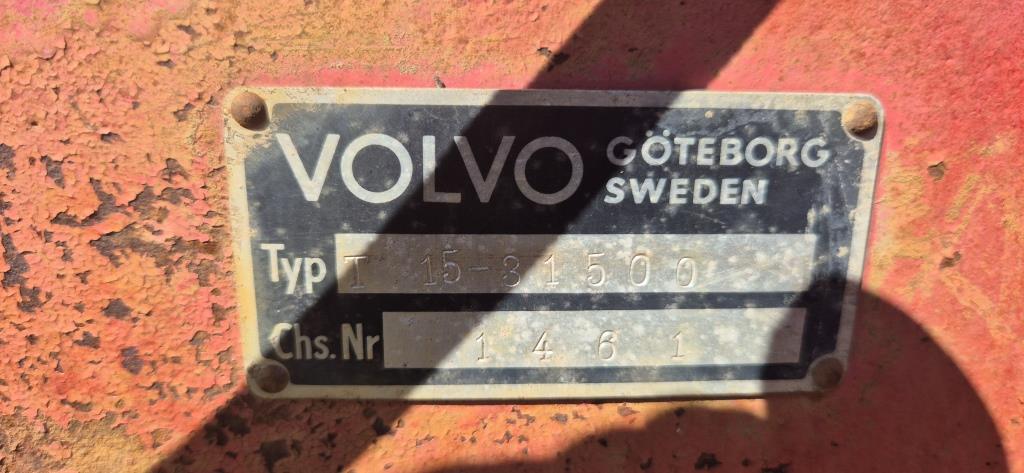 VOLVO GÖTEBORG
SWEDEN
Typ T 15-31500
Chs. Nr 1461